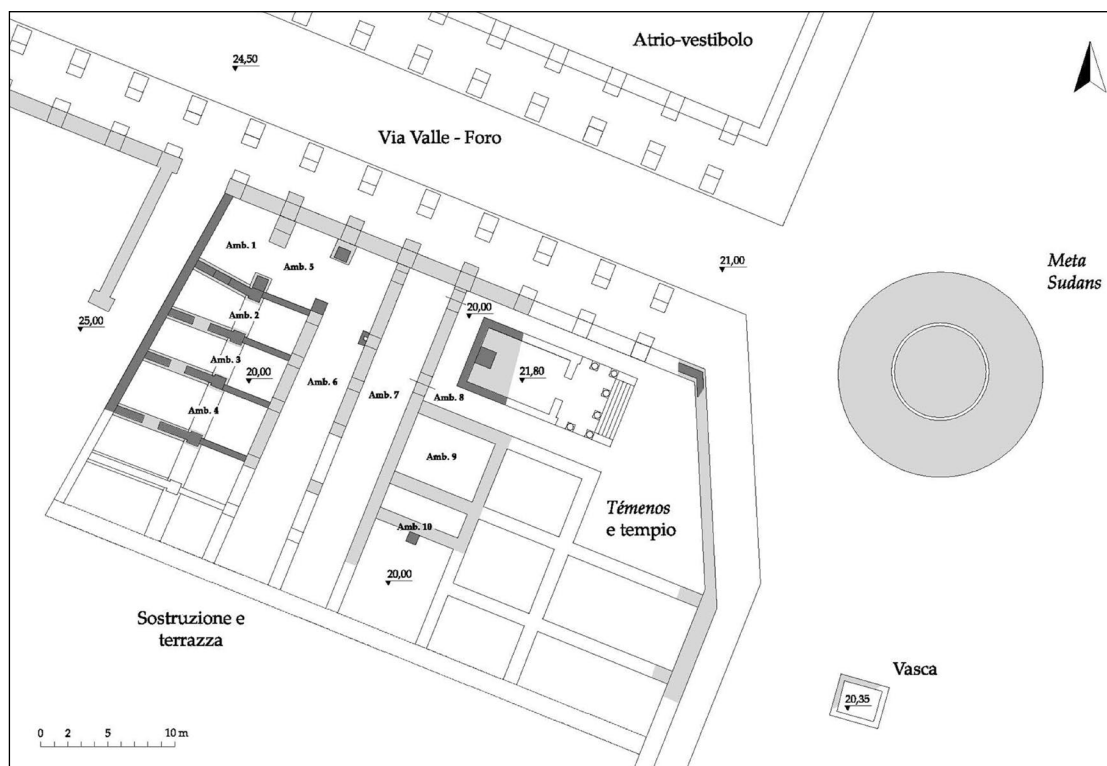 Atrio-vestibolo
24,50
Via Valle - Foro
Amb. 1
Amb. 5
21,00
Meta
Sudans
Amb. 2
20,00
25,00
Amb. 3
20,00
21,80
Amb. 6
Amb. 7
Amb. 8
Amb. 4
Amb. 9
Témenos
e tempio
Amb. 10
20,00
Sostruzione e
terrazza
Vasca
20,35
0 2 5 10 m